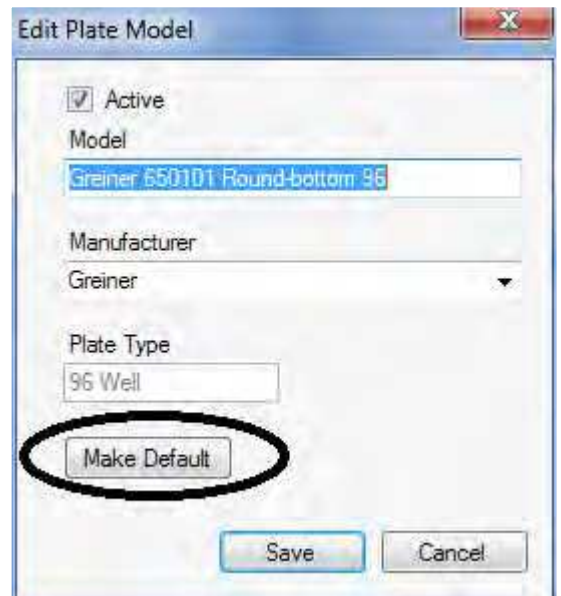 Edit Plate Model
Active
Model
Greiner 650101 Round-bottom 96
Manufacturer
Greiner
Plate Type
96 Well
Make Default
Save Cancel